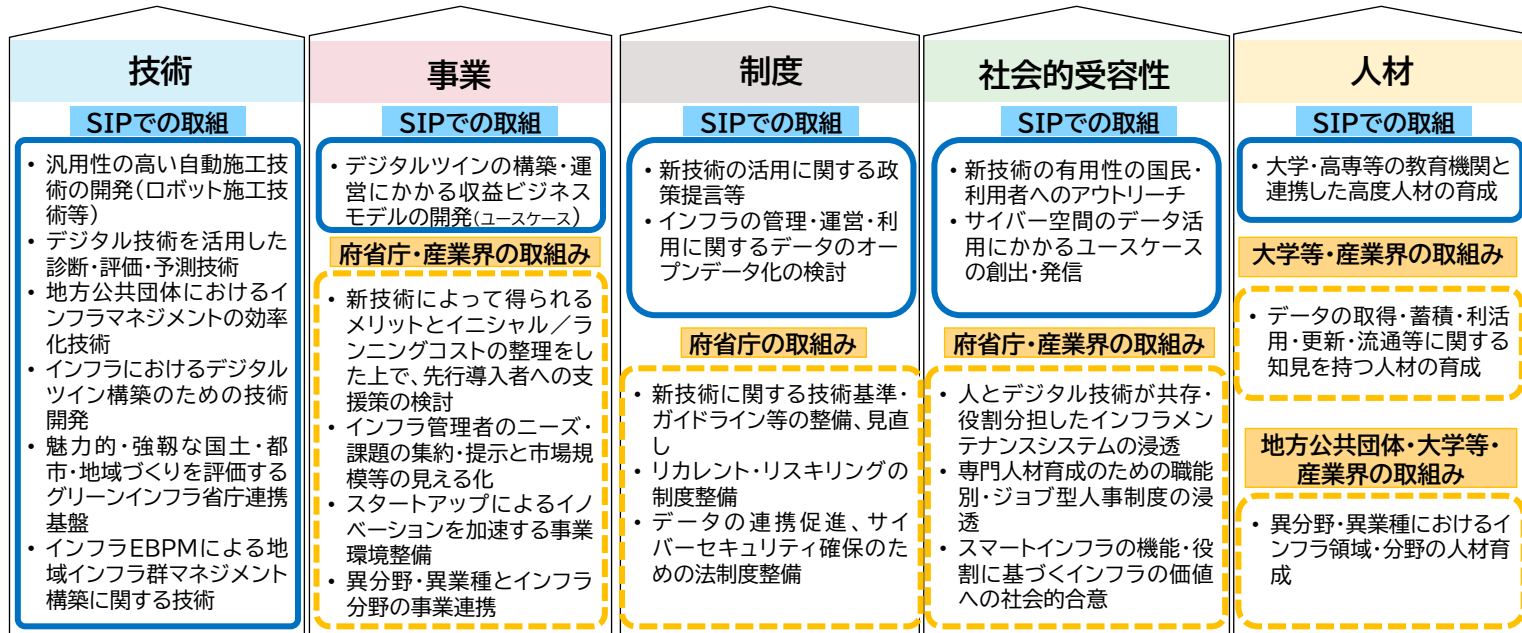 技術
SIPでの取組
• 汎用性の高い自動施工技
術の開発(ロボット施工技
術等)
• デジタル技術を活用した
診断・評価・予測技術
• 地方公共団体におけるイ
ンフラマネジメントの効率
化技術
• インフラにおけるデジタル
ツイン構築のための技術
開発
• 魅力的・強靱な国土・都
市・地域づくりを評価する
グリーンインフラ省庁連携
基盤
• インフラEBPMによる地
域インフラ群マネジメント
構築に関する技術
事業
SIPでの取組
• デジタルツインの構築・運
営にかかる収益ビジネス
モデルの開発(ユースケース)
府省庁・産業界の取組み
• 新技術によって得られる
メリットとイニシャル／ラ
ンニングコストの整理をし
た上で、先行導入者への支
援策の検討
• インフラ管理者のニーズ・
課題の集約・提示と市場規
模等の見える化
• スタートアップによるイノ
ベーションを加速する事業
環境整備
• 異分野・異業種とインフラ
分野の事業連携
制度
SIPでの取組
• 新技術の活用に関する政
策提言等
• インフラの管理・運営・利
用に関するデータのオー
プンデータ化の検討
府省庁の取組み
• 新技術に関する技術基準・
ガイドライン等の整備、見直
し
• リカレント・リスキリングの
制度整備
• データの連携促進、サイ
バーセキュリティ確保のた
めの法制度整備
社会的受容性
SIPでの取組
• 新技術の有用性の国民・
利用者へのアウトリーチ
• サイバー空間のデータ活
用にかかるユースケース
の創出・発信
府省庁・産業界の取組み
• 人とデジタル技術が共存・
役割分担したインフラメン
テナンスシステムの浸透
• 専門人材育成のための職能
別・ジョブ型人事制度の浸
透
• スマートインフラの機能・役
割に基づくインフラの価値
への社会的合意
人材
SIPでの取組
• 大学・高専等の教育機関と
連携した高度人材の育成
大学等・産業界の取組み
• データの取得・蓄積・利活
用・更新・流通等に関する
知見を持つ人材の育成
地方公共団体・大学等・
産業界の取組み
• 異分野・異業種におけるイ
ンフラ領域・分野の人材育
成